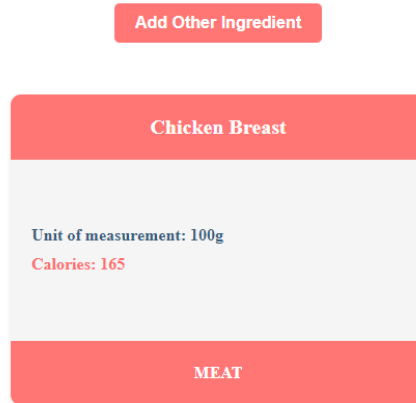 Add Other Ingredient
Chicken Breast
Unit of measurement: 100g
Calories: 165
MEAT